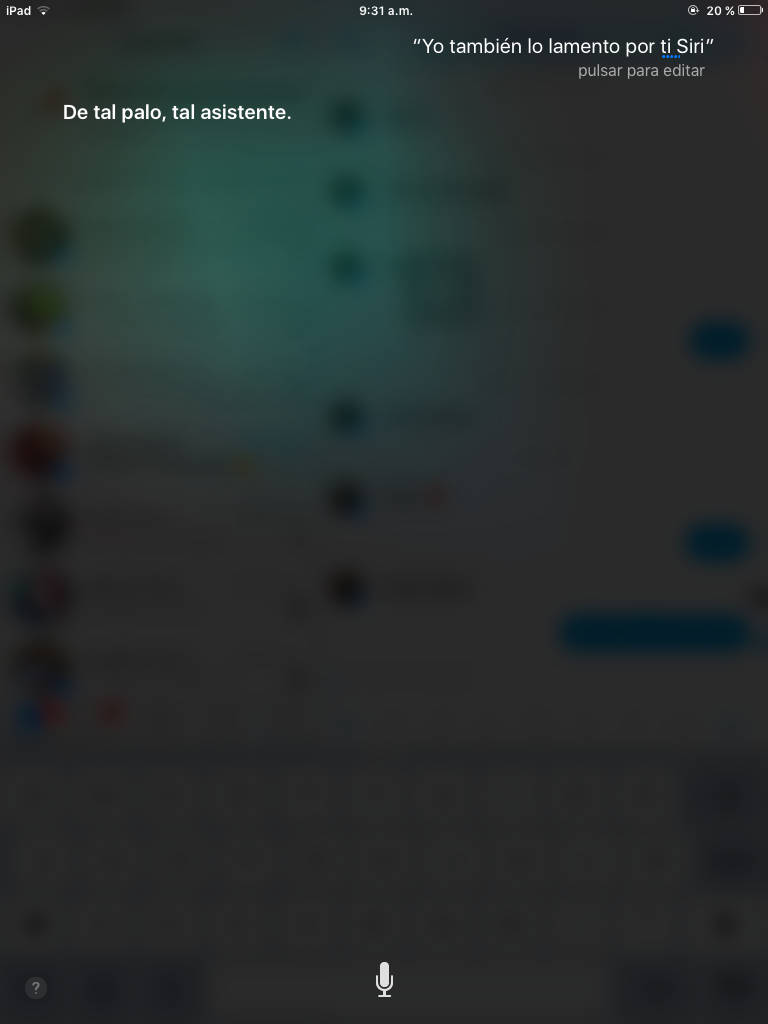 iPad 9:31 a.m. 20 %
“Yo también lo lamento por ti Siri”
pulsar para editar
De tal palo, tal asistente.
?